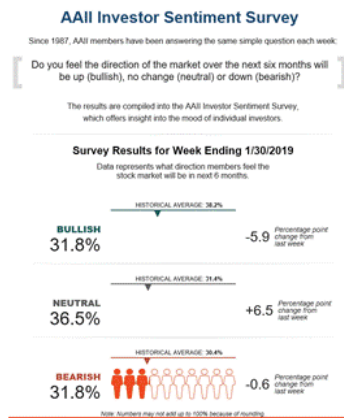 AAII Investor Sentiment Survey
Since 1987, AAII members have been answering the same simple question each week:
Do you feel the direction of the market over the next six months will
be up (bullish), no change (neutral) or down (bearish)?
The results are compiled into the AAII Investor Sentiment Survey,
which offers insight into the mood of individual investors.
Survey Results for Week Ending 1/30/2019
Data represents what direction members feel the
stock market will be in next 6 months.
HISTORICAL AVERAGE: 38.2%
BULLISH
31.8%
-5.9
Percentage point
change from
last week
HISTORICAL AVERAGE: 31.4%
NEUTRAL
36.5%
+6.5
Percentage point
change from
last week
HISTORICAL AVERAGE: 30.4%
BEARISH
31.8%
-0.6
Percentage point
change from
last week
Note: Numbers may not add up to 100% because of rounding.